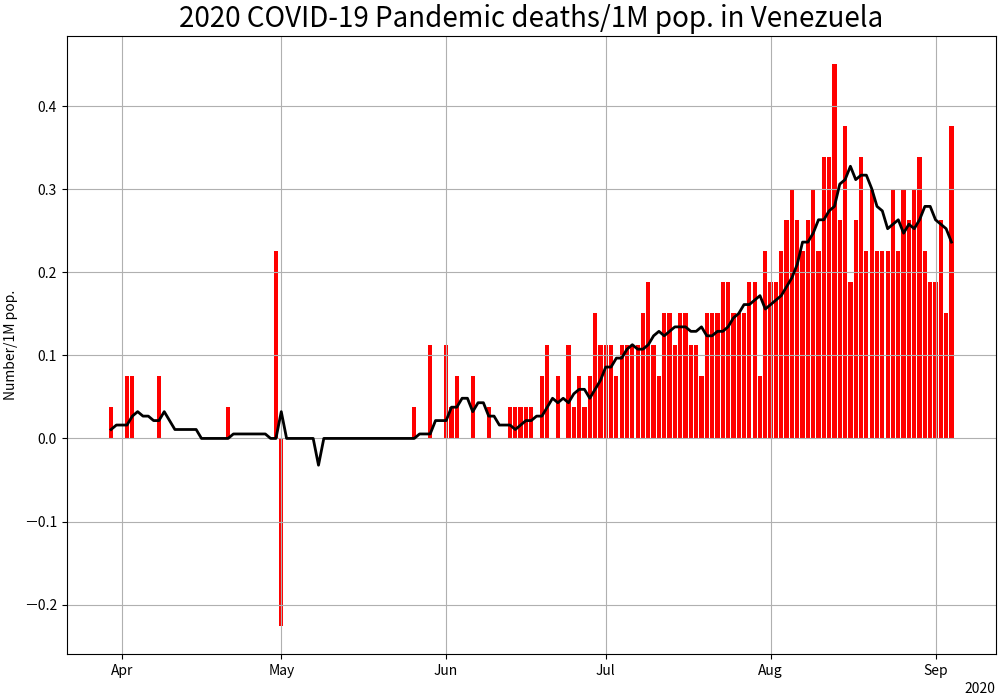 2020 COVID-19 Pandemic deaths/1M pop. in Venezuela
Number/1M pop.
0.4
0.3
0.2
0.1
0.0
−0.1
−0.2
Apr May Jun Jul Aug Sep
2020